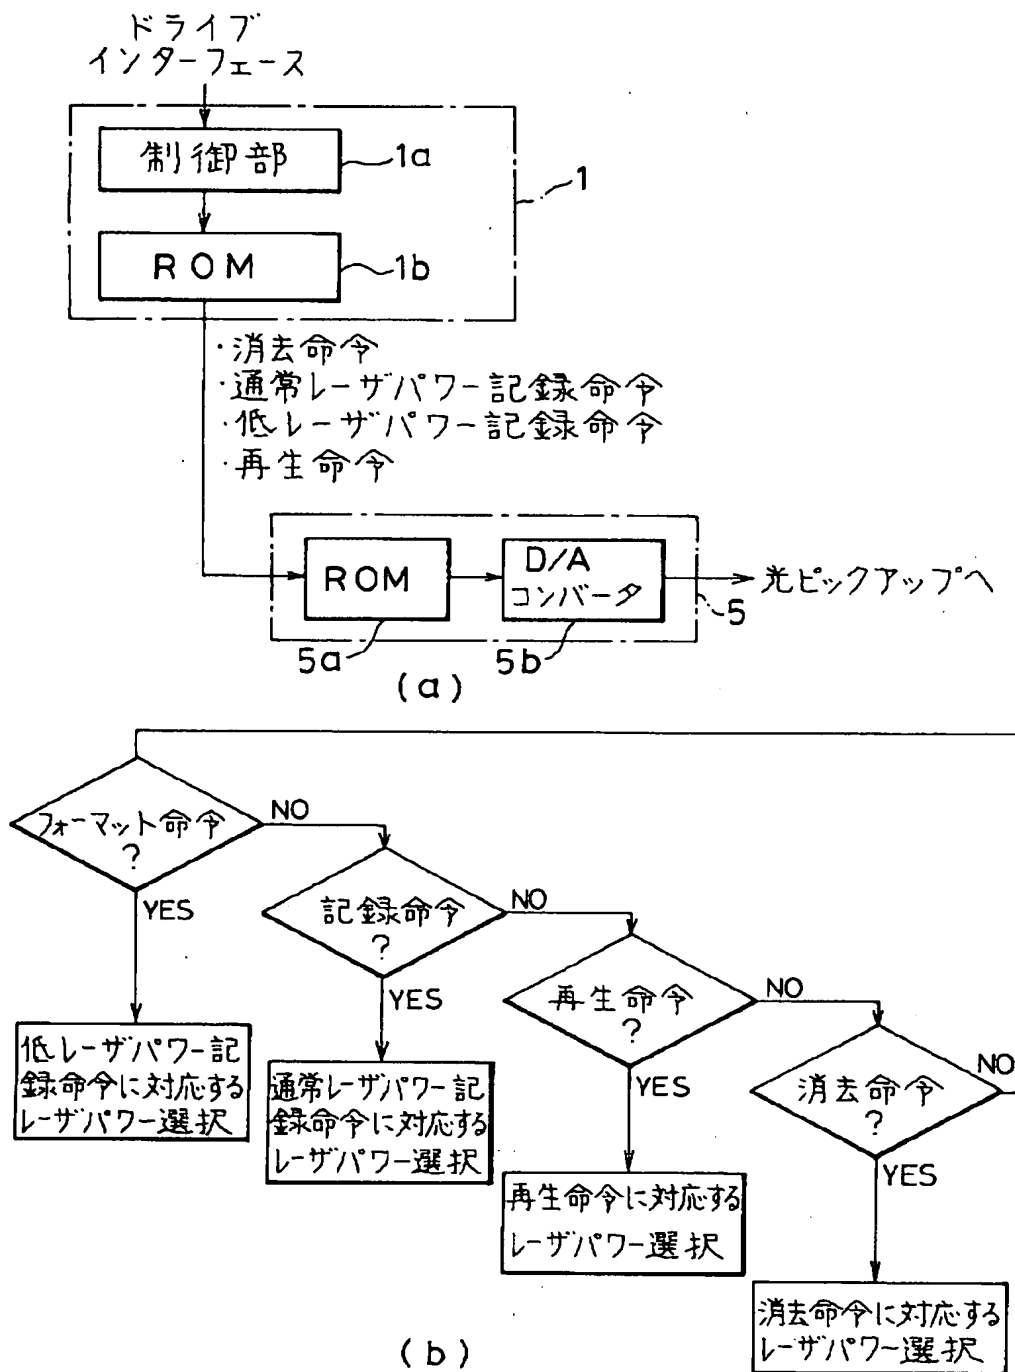 ドライブ
インターフェース
制御部
1a
1
ROM
1b
・消去命令
・通常レーザパワー記録命令
・低レーザパワー記録命令
・再生命令
ROM
D/A
コンバータ
光ピックアップへ
5
5a
5b
(a)
フォーマット命令
?
NO
YES
記録命令
?
NO
YES
再生命令
?
NO
YES
消去命令
?
NO
YES
低レーザパワー記
録命令に対応する
レーザパワー選択
通常レーザパワー記
録命令に対応する
レーザパワー選択
再生命令に対応する
レーザパワー選択
消去命令に対応する
レーザパワー選択
(b)